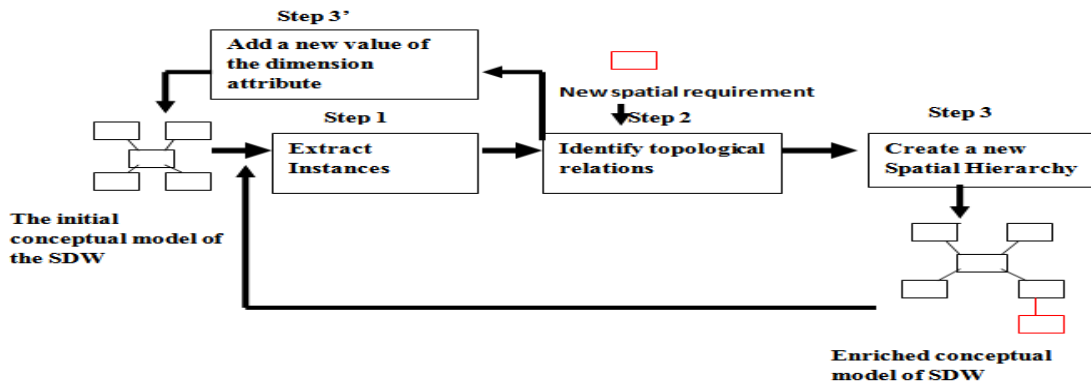 Step 3’
Add a new value of
the dimension
attribute
New spatial requirement
Step 1
Step 2
Step 3
Extract
Instances
Identify topological
relations
Create a new
Spatial Hierarchy
The initial
conceptual model of
the SDW
Enriched conceptual
model of SDW